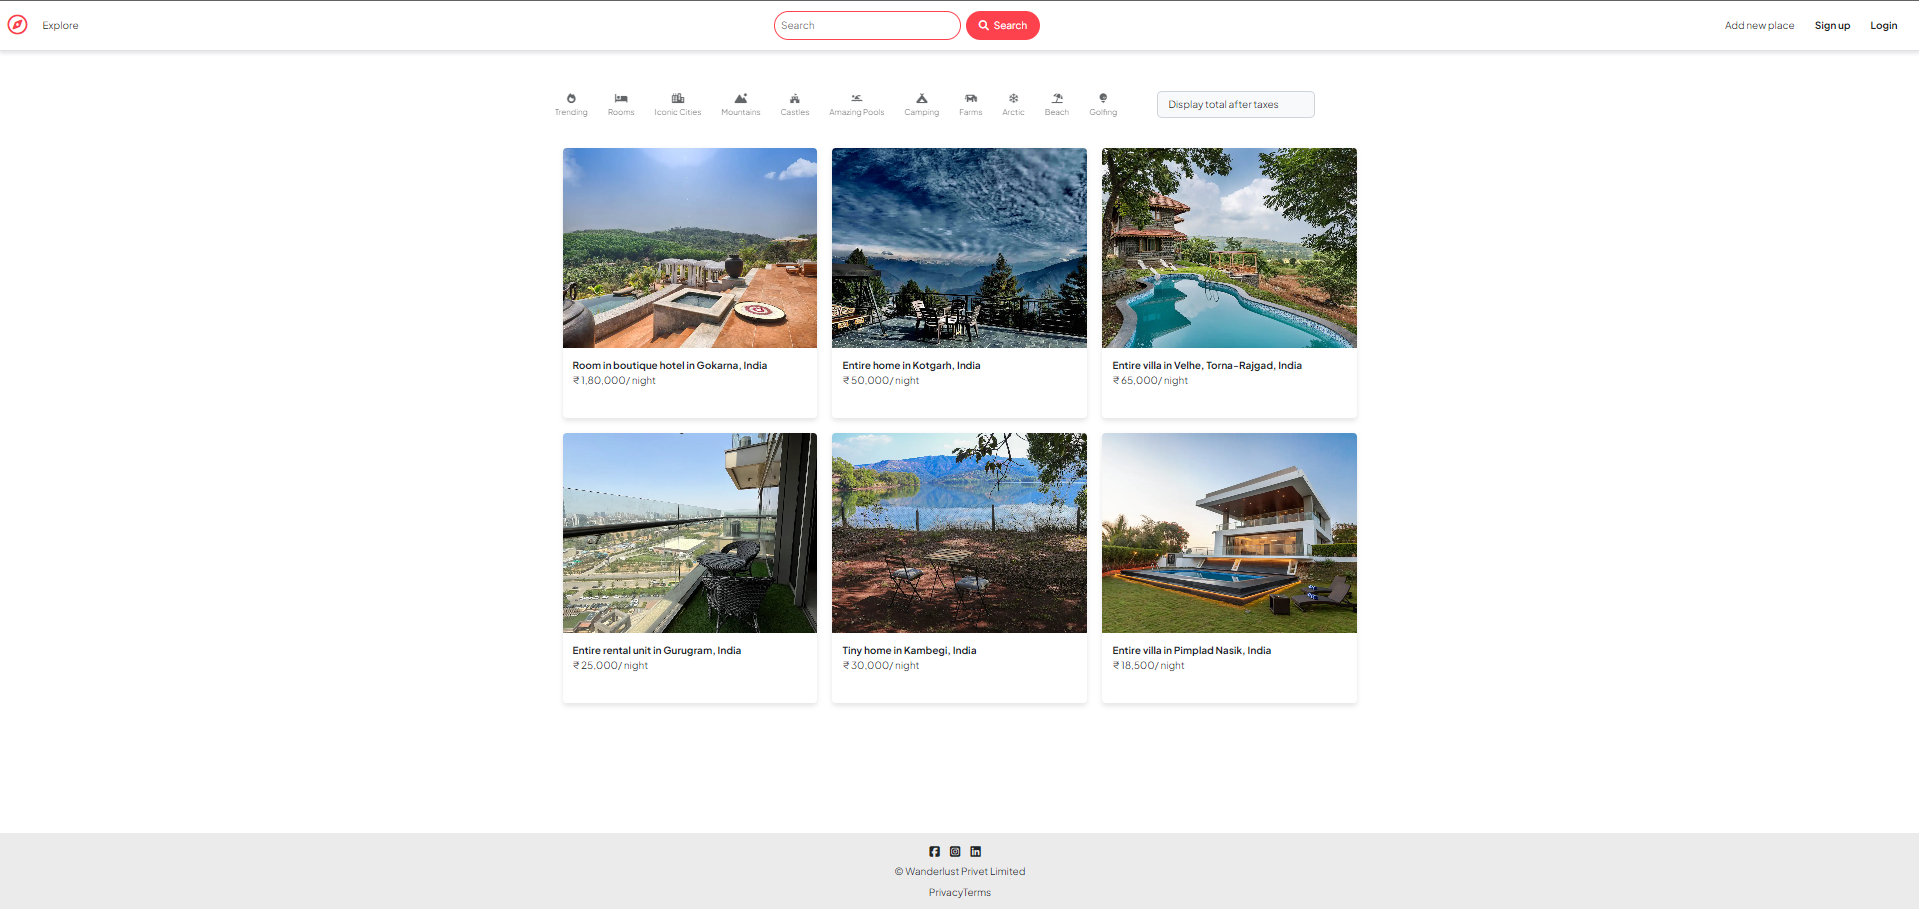 Explore
Search
Search
Add new place
Sign up
Login
Trending
Rooms
Iconic Cities
Mountains
Castles
Amazing Pools
Camping
Farms
Arctic
Beach
Golfing
Display total after taxes
Room in boutique hotel in Gokarna, India
₹ 1,80,000/ night
Entire home in Kotgarh, India
₹ 50,000/ night
Entire villa in Velhe, Torna-Rajgad, India
₹ 65,000/ night
Entire rental unit in Gurugram, India
₹ 25,000/ night
Tiny home in Kambegi, India
₹ 30,000/ night
Entire villa in Pimplad Nasik, India
₹ 18,500/ night
© Wanderlust Privet Limited
PrivacyTerms